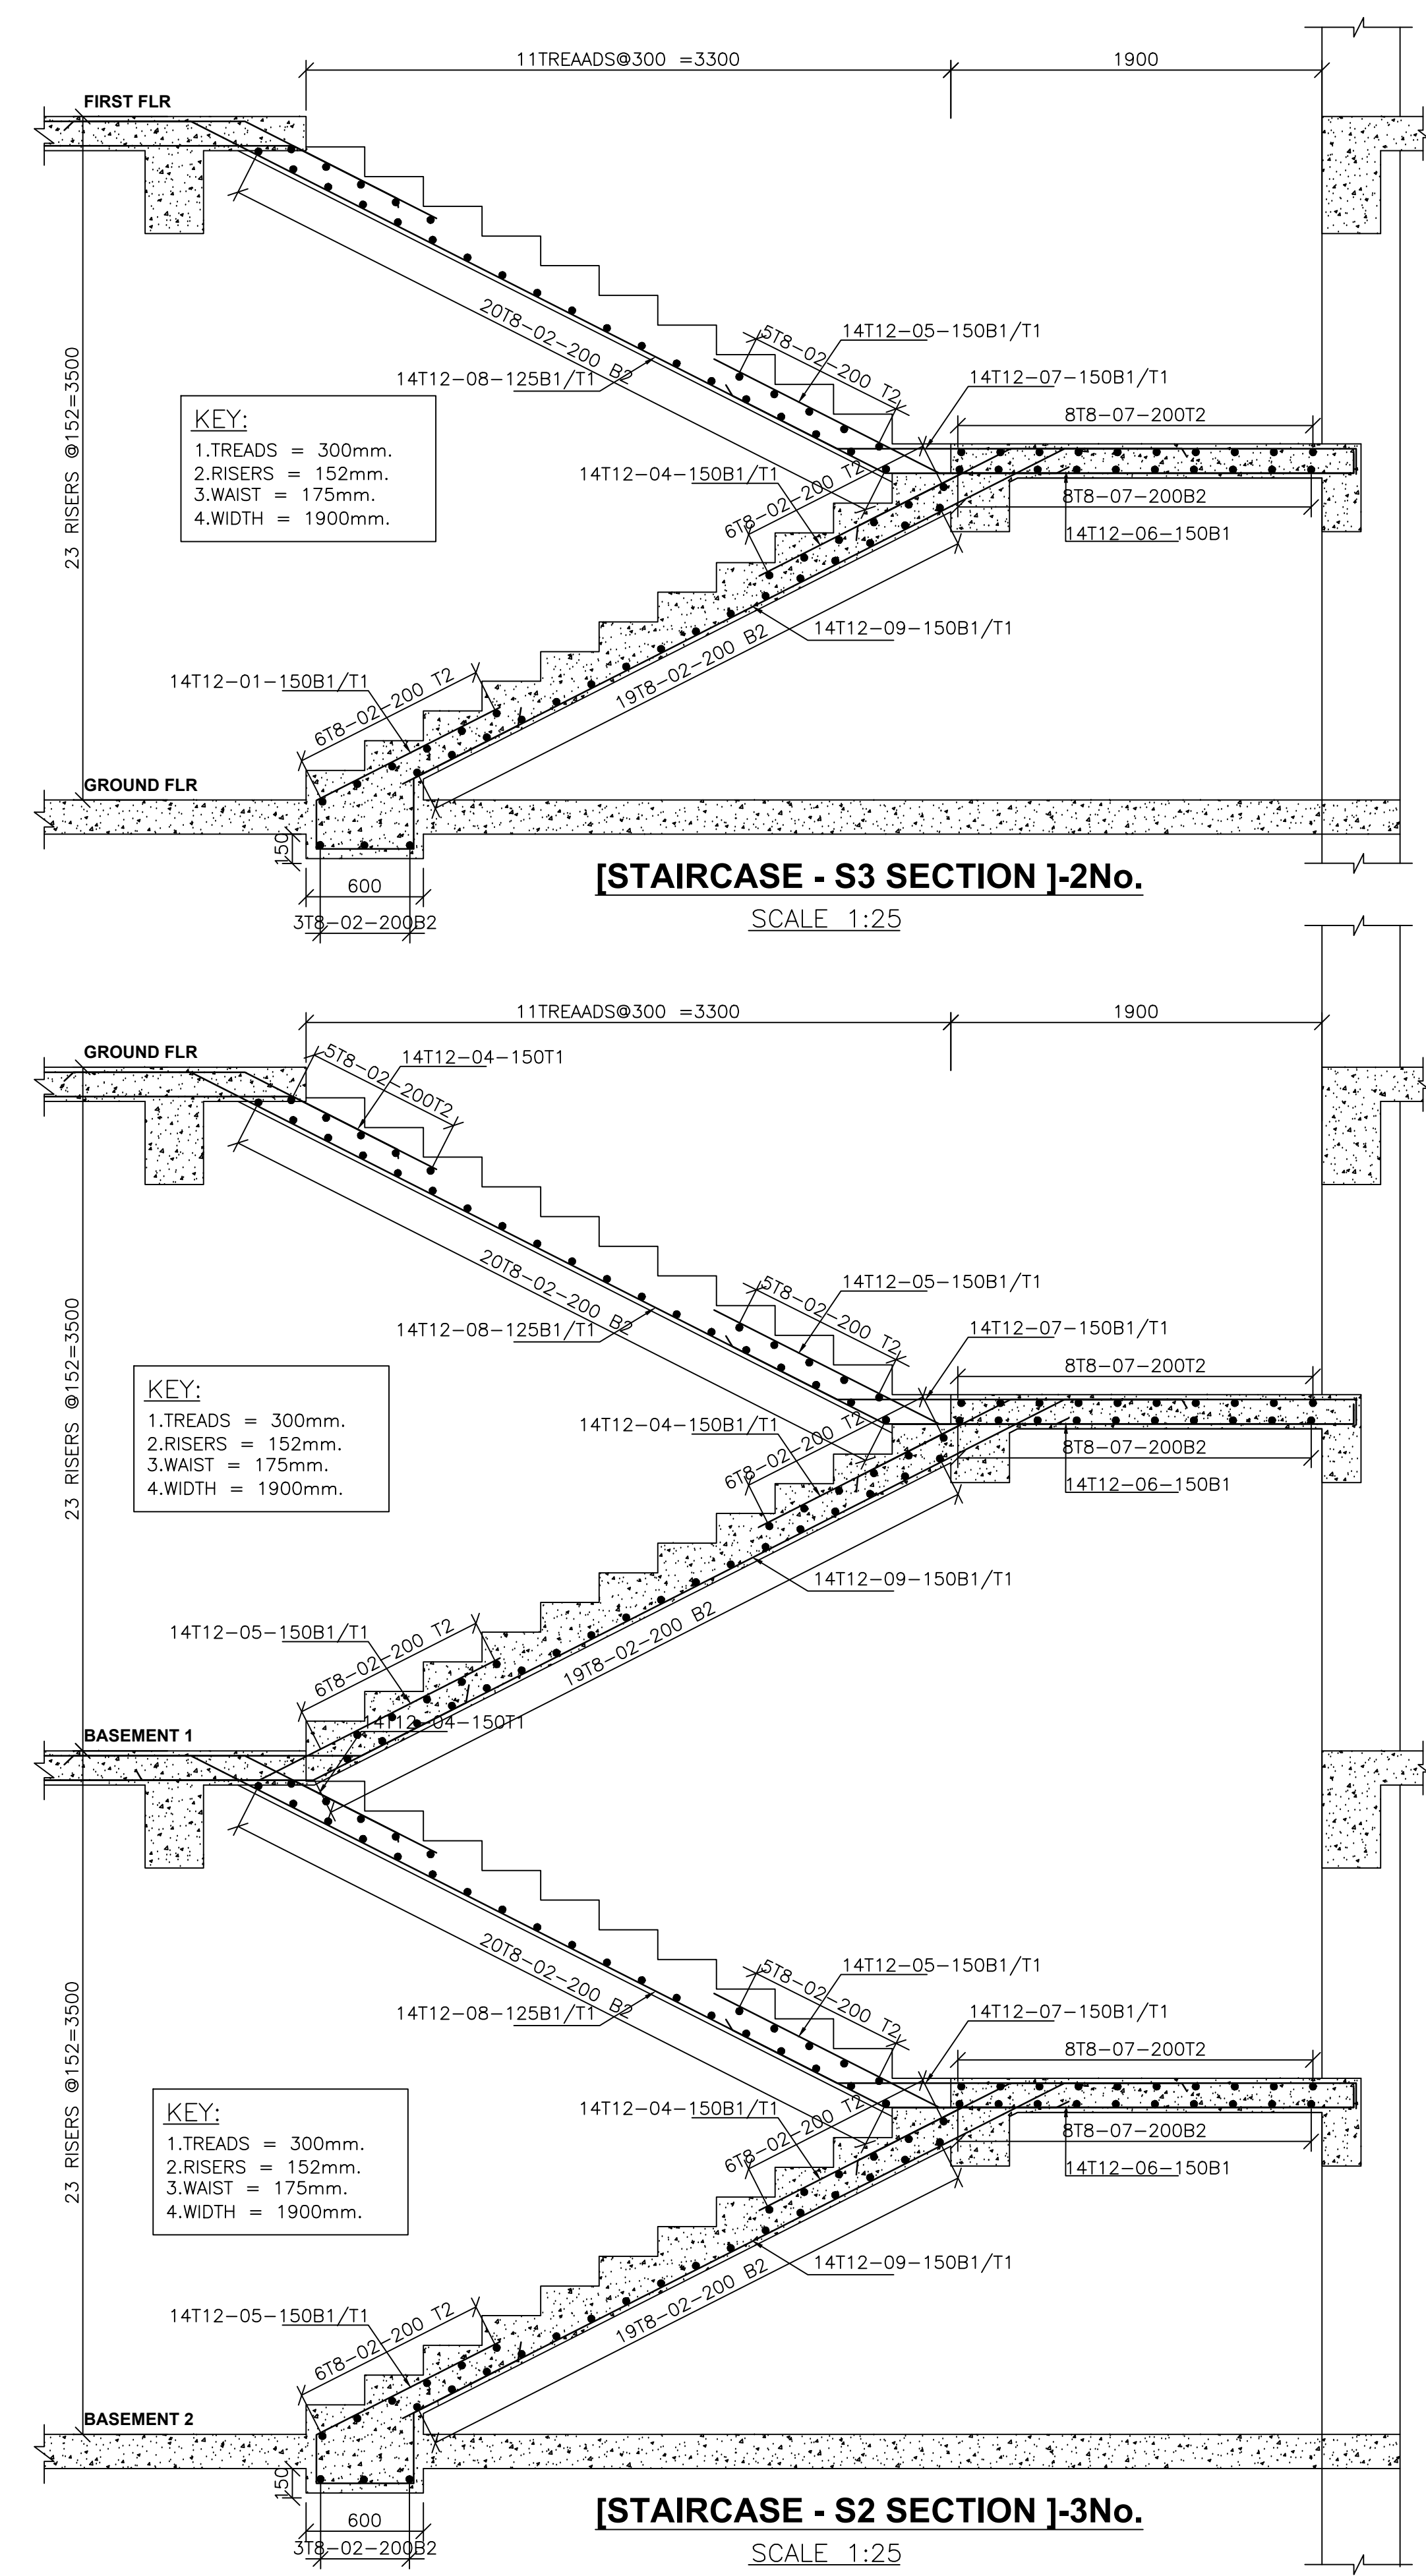 11TREAADS@300 =3300
1900
FIRST FLR
23 RISERS @152=3500
20T8-02-200 B2
14T12-08-125B1/T1
5T8-02-200 T2
14T12-05-150B1/T1
14T12-07-150B1/T1
8T8-07-200T2
KEY:
1.TREADS = 300mm.
2.RISERS = 152mm.
3.WAIST = 175mm.
4.WIDTH = 1900mm.
14T12-04-150B1/T1
6T8-02-200 T2
8T8-07-200B2
14T12-06-150B1
14T12-09-150B1/T1
19T8-02-200 B2
14T12-01-150B1/T1
6T8-02-200 T2
GROUND FLR
150
600
3T8-02-200B2
[STAIRCASE - S3 SECTION ]-2No.
SCALE 1:25
11TREAADS@300 =3300
1900
GROUND FLR
5T8-02-200T2
14T12-04-150T1
23 RISERS @152=3500
20T8-02-200 B2
14T12-08-125B1/T1
5T8-02-200 T2
14T12-05-150B1/T1
14T12-07-150B1/T1
8T8-07-200T2
KEY:
1.TREADS = 300mm.
2.RISERS = 152mm.
3.WAIST = 175mm.
4.WIDTH = 1900mm.
14T12-04-150B1/T1
6T8-02-200 T2
8T8-07-200B2
14T12-06-150B1
14T12-09-150B1/T1
19T8-02-200 B2
14T12-05-150B1/T1
6T8-02-200 T2
14T12-04-150T1
BASEMENT 1
23 RISERS @152=3500
20T8-02-200 B2
14T12-08-125B1/T1
5T8-02-200 T2
14T12-05-150B1/T1
14T12-07-150B1/T1
8T8-07-200T2
KEY:
1.TREADS = 300mm.
2.RISERS = 152mm.
3.WAIST = 175mm.
4.WIDTH = 1900mm.
14T12-04-150B1/T1
6T8-02-200 T2
8T8-07-200B2
14T12-06-150B1
14T12-09-150B1/T1
19T8-02-200 B2
14T12-05-150B1/T1
6T8-02-200 T2
BASEMENT 2
150
600
3T8-02-200B2
[STAIRCASE - S2 SECTION ]-3No.
SCALE 1:25